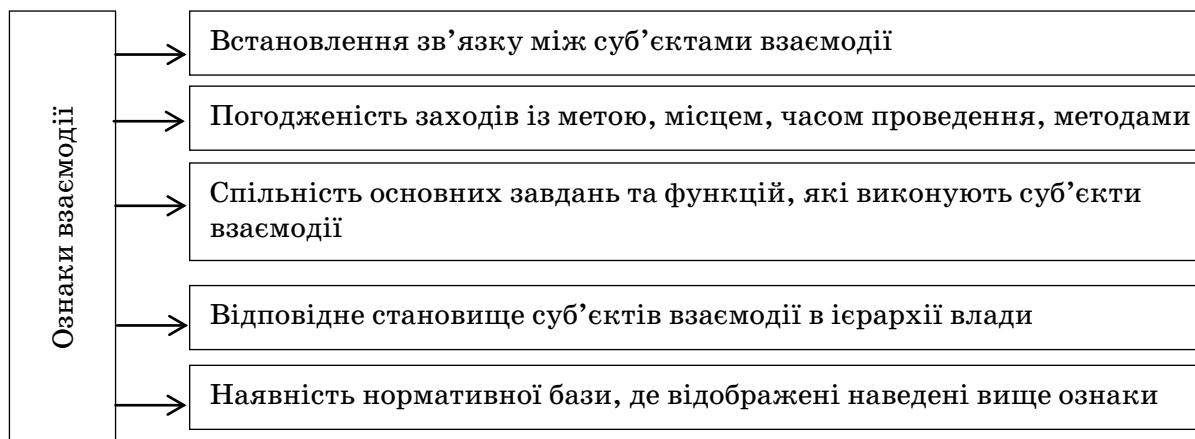 Ознаки взаємодії
Встановлення зв’язку між суб’єктами взаємодії
Погодженість заходів із метою, місцем, часом проведення, методами
Спільність основних завдань та функцій, які виконують суб’єкти
взаємодії
Відповідне становище суб’єктів взаємодії в ієрархії влади
Наявність нормативної бази, де відображені наведені вище ознаки